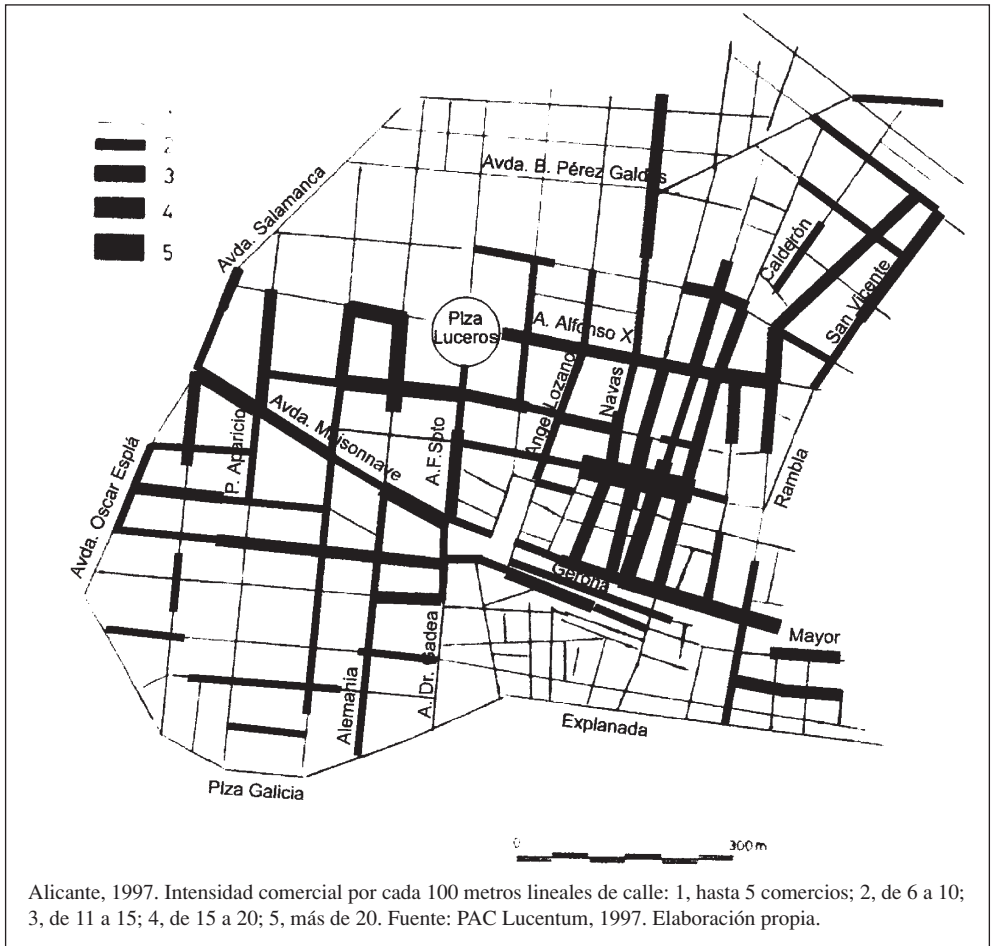 2
3
4
5
Avda. Salamanca
Avda. B. Pérez Galdós
Calderón
San Vicente
Plza
Luceros
A. Alfonso X
Angel Lozano
Navas
Avda. Maisonnave
P. Aparicio
A.F.Soto
Avda. Oscar Esplá
Rambla
Gerona
Mayor
Alemania
A. Dr. Gadea
Explanada
Plza Galicia
0 300 m
Alicante, 1997. Intensidad comercial por cada 100 metros lineales de calle: 1, hasta 5 comercios; 2, de 6 a 10;
3, de 11 a 15; 4, de 15 a 20; 5, más de 20. Fuente: PAC Lucentum, 1997. Elaboración propia.